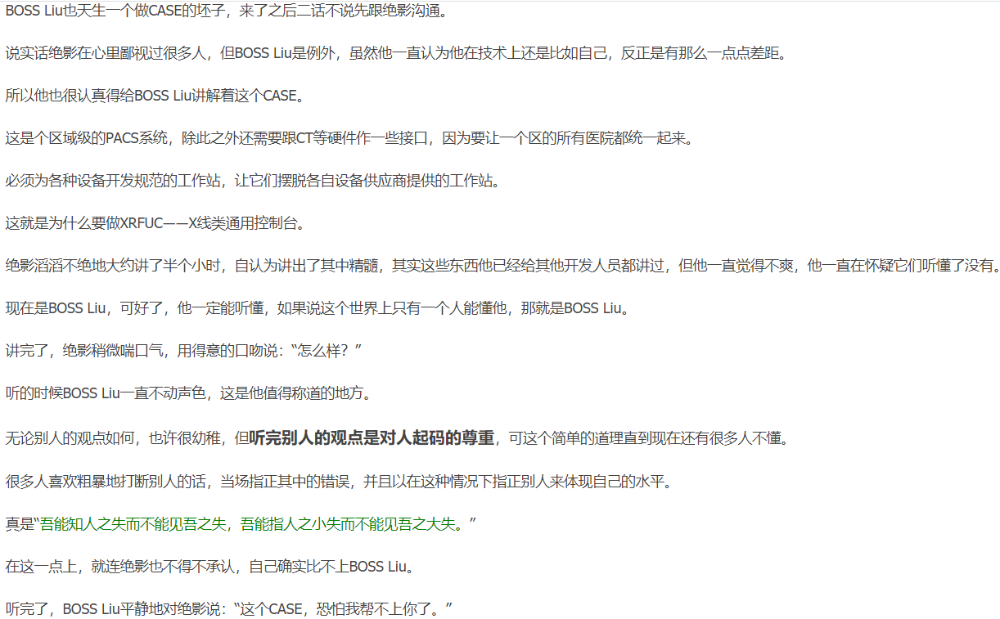 BOSS Liu也天生一个做CASE的坯子，来了之后二话不说先跟绝影沟通。
说实话绝影在心里鄙视过很多人，但BOSS Liu是例外，虽然他一直认为他在技术上还是比如自己，反正是有那么一点点差距。
所以他也很认真得给BOSS Liu讲解着这个CASE。
这是个区域级的PACS系统，除此之外还需要跟CT等硬件作一些接口，因为要让一个区的所有医院都统一起来。
必须为各种设备开发规范的工作站，让它们摆脱各自设备供应商提供的工作站。
这就是为什么要做XRFUC——X线类通用控制台。
绝影滔滔不绝地大约讲了半个小时，自认为讲出了其中精髓，其实这些东西他已经给其他开发人员都讲过，但他一直觉得不爽，他一直在怀疑它们听懂了没有。
现在是BOSS Liu，可好了，他一定能听懂，如果说这个世界上只有一个人能懂他，那就是BOSS Liu。
讲完了，绝影稍微喘口气，用得意的口吻说：“怎么样？”
听的时候BOSS Liu一直不动声色，这是他值得称道的地方。
无论别人的观点如何，也许很幼稚，但听完别人的观点是对人起码的尊重，可这个简单的道理直到现在还有很多人不懂。
很多人喜欢粗暴地打断别人的话，当场指正其中的错误，并且以在这种情况下指正别人来体现自己的水平。
真是“吾能知人之失而不能见吾之失，吾能指人之小失而不能见吾之大失。”
在这一点上，就连绝影也不得不承认，自己确实比不上BOSS Liu。
听完了，BOSS Liu平静地对绝影说：“这个CASE，恐怕我帮不上你了。”